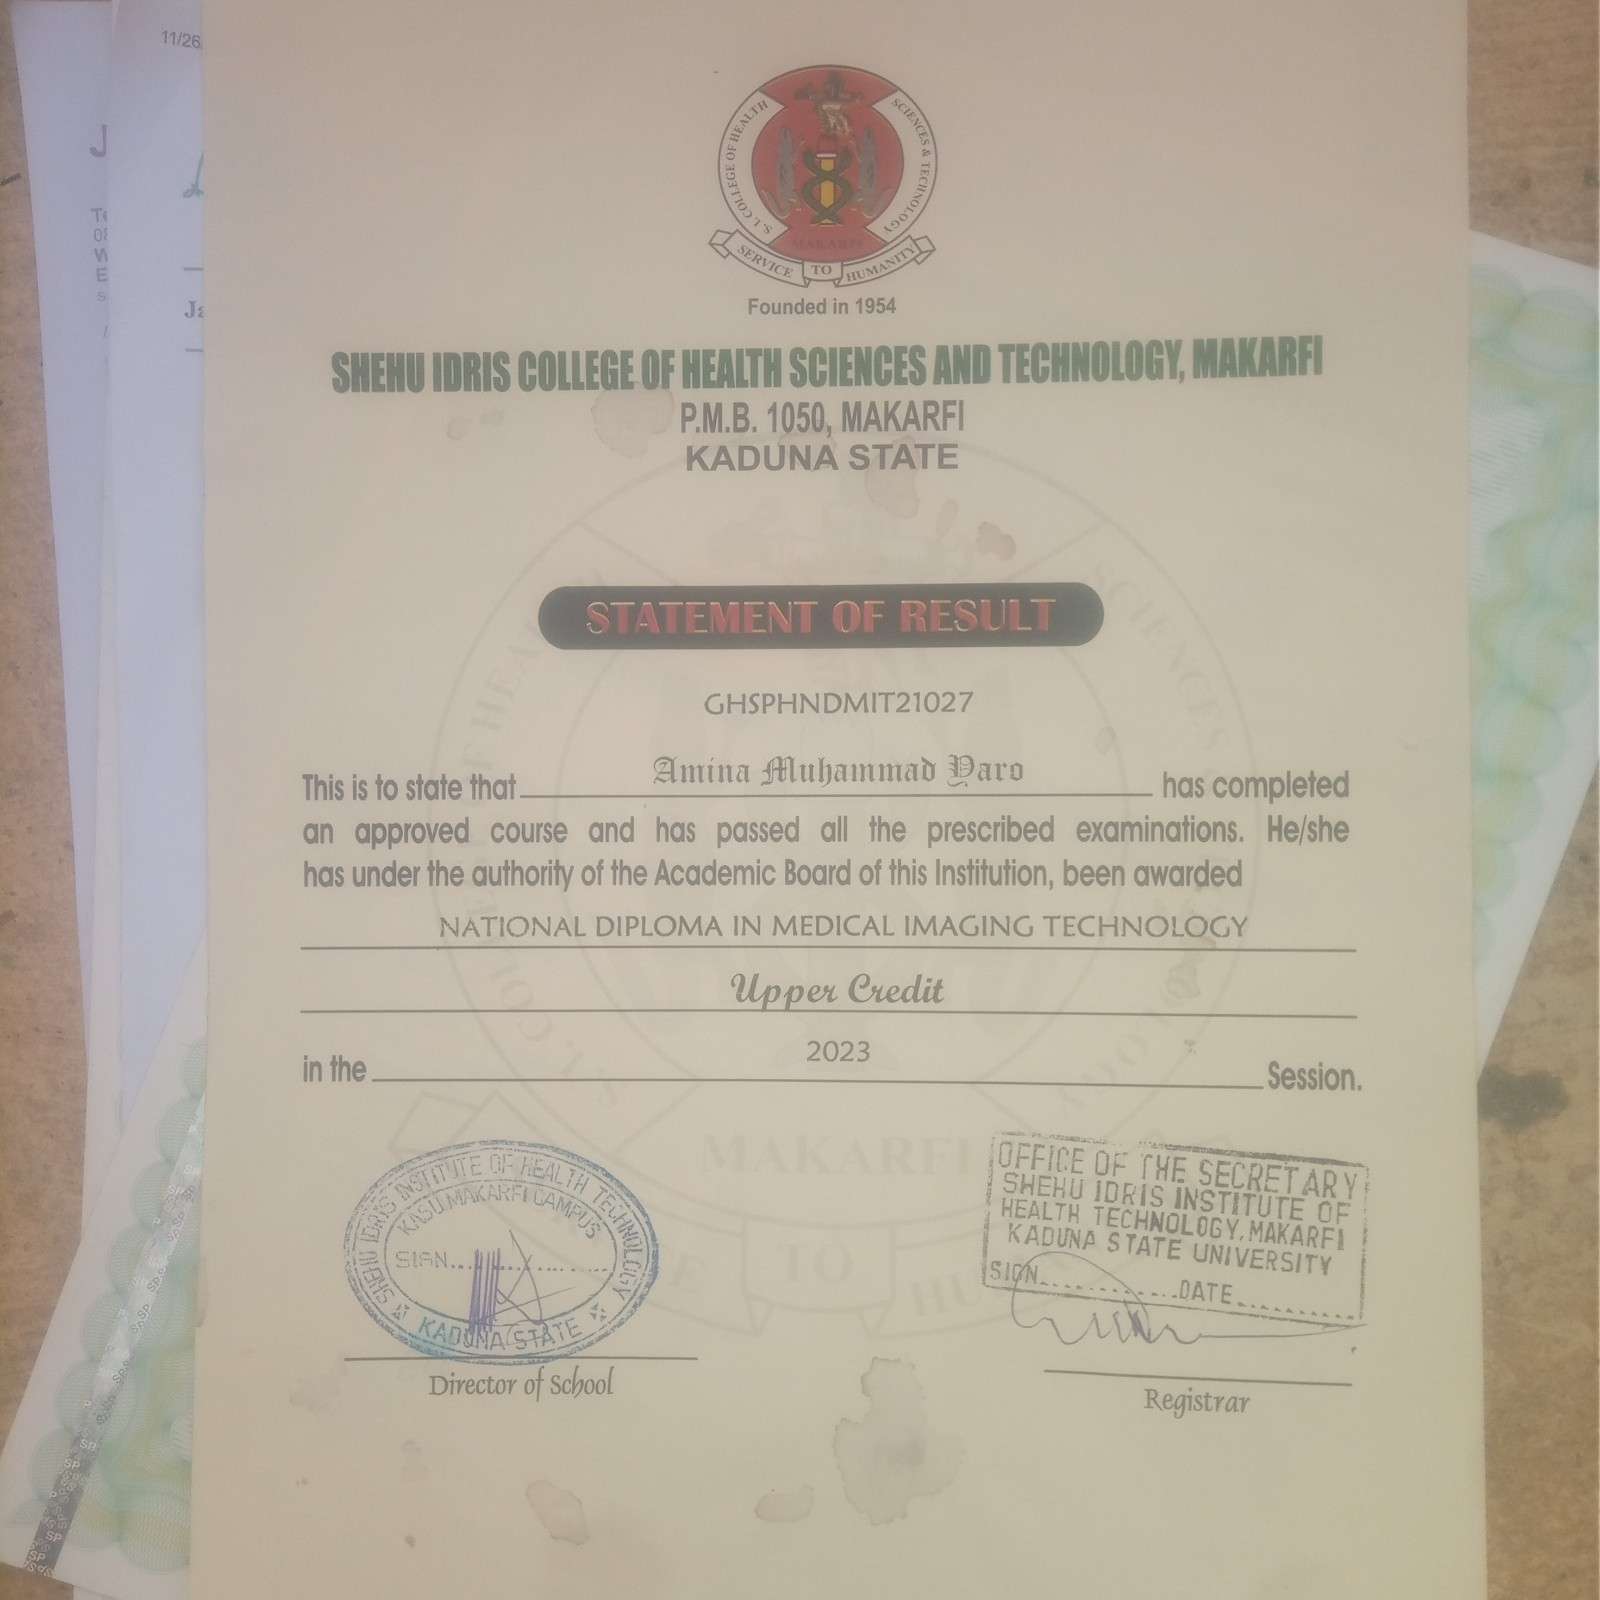 11/26
S.I. COLLEGE OF HEALTH SCIENCES & TECHNOLOGY
MAKARFI
SERVICE TO HUMANITY
Founded in 1954
SHEHU IDRIS COLLEGE OF HEALTH SCIENCES AND TECHNOLOGY, MAKARFI
P.M.B. 1050, MAKARFI
KADUNA STATE
STATEMENT OF RESULT
GHSPHNDMIT21027
This is to state that Amina Muhammad Yaro has completed
an approved course and has passed all the prescribed examinations. He/she
has under the authority of the Academic Board of this Institution, been awarded
NATIONAL DIPLOMA IN MEDICAL IMAGING TECHNOLOGY
Upper Credit
2023
in the Session.
SHEHU IDRIS INSTITUTE OF HEALTH TECHNOLOGY
KASU MAKARFI CAMPUS
SIGN..................
KADUNA STATE
Director of School
OFFICE OF THE SECRETARY
SHEHU IDRIS INSTITUTE OF
HEALTH TECHNOLOGY, MAKARFI
KADUNA STATE UNIVERSITY
SIGN...............DATE.............
Registrar